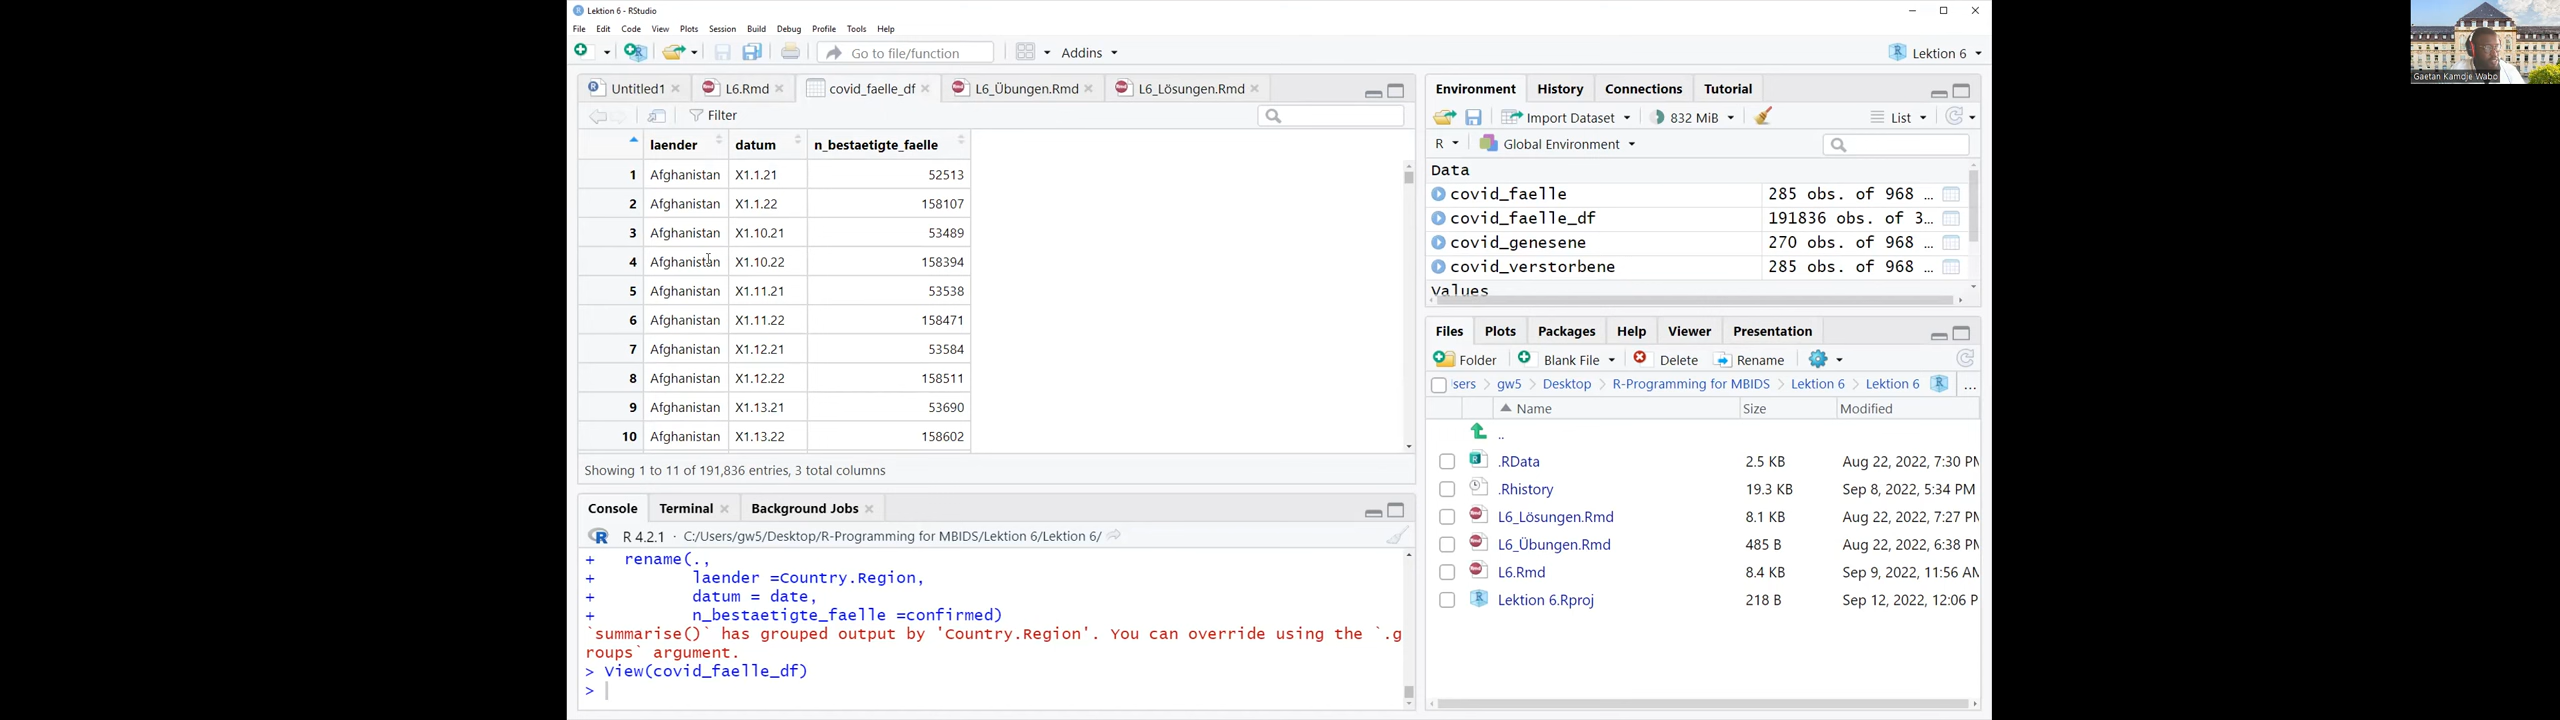 Lektion 6 - RStudio
File Edit Code View Plots Session Build Debug Profile Tools Help
Go to file/function Addins Lektion 6
Untitled1 L6.Rmd covid_faelle_df L6_Übungen.Rmd L6_Lösungen.Rmd
Filter
laender datum n_bestaetigte_faelle
1 Afghanistan X1.1.21 52513
2 Afghanistan X1.1.22 158107
3 Afghanistan X1.10.21 53489
4 Afghanistan X1.10.22 158394
5 Afghanistan X1.11.21 53538
6 Afghanistan X1.11.22 158471
7 Afghanistan X1.12.21 53584
8 Afghanistan X1.12.22 158511
9 Afghanistan X1.13.21 53690
10 Afghanistan X1.13.22 158602
Showing 1 to 11 of 191,836 entries, 3 total columns
Console Terminal Background Jobs
R 4.2.1 · C:/Users/gw5/Desktop/R-Programming for MBIDS/Lektion 6/Lektion 6/
+ rename(.,
+ laender =Country.Region,
+ datum = date,
+ n_bestaetigte_faelle =confirmed)
`summarise()` has grouped output by 'Country.Region'. You can override using the `.g
roups` argument.
> View(covid_faelle_df)
>
Environment History Connections Tutorial
Import Dataset 832 MiB List
R Global Environment
Data
covid_faelle 285 obs. of 968 …
covid_faelle_df 191836 obs. of 3…
covid_genesene 270 obs. of 968 …
covid_verstorbene 285 obs. of 968 …
Values
Files Plots Packages Help Viewer Presentation
Folder Blank File Delete Rename
sers gw5 Desktop R-Programming for MBIDS Lektion 6 Lektion 6 ...
Name Size Modified
..
.RData 2.5 KB Aug 22, 2022, 7:30 PM
.Rhistory 19.3 KB Sep 8, 2022, 5:34 PM
L6_Lösungen.Rmd 8.1 KB Aug 22, 2022, 7:27 PM
L6_Übungen.Rmd 485 B Aug 22, 2022, 6:38 PM
L6.Rmd 8.4 KB Sep 9, 2022, 11:56 AM
Lektion 6.Rproj 218 B Sep 12, 2022, 12:06 P
Gaetan Kamdje Wabo